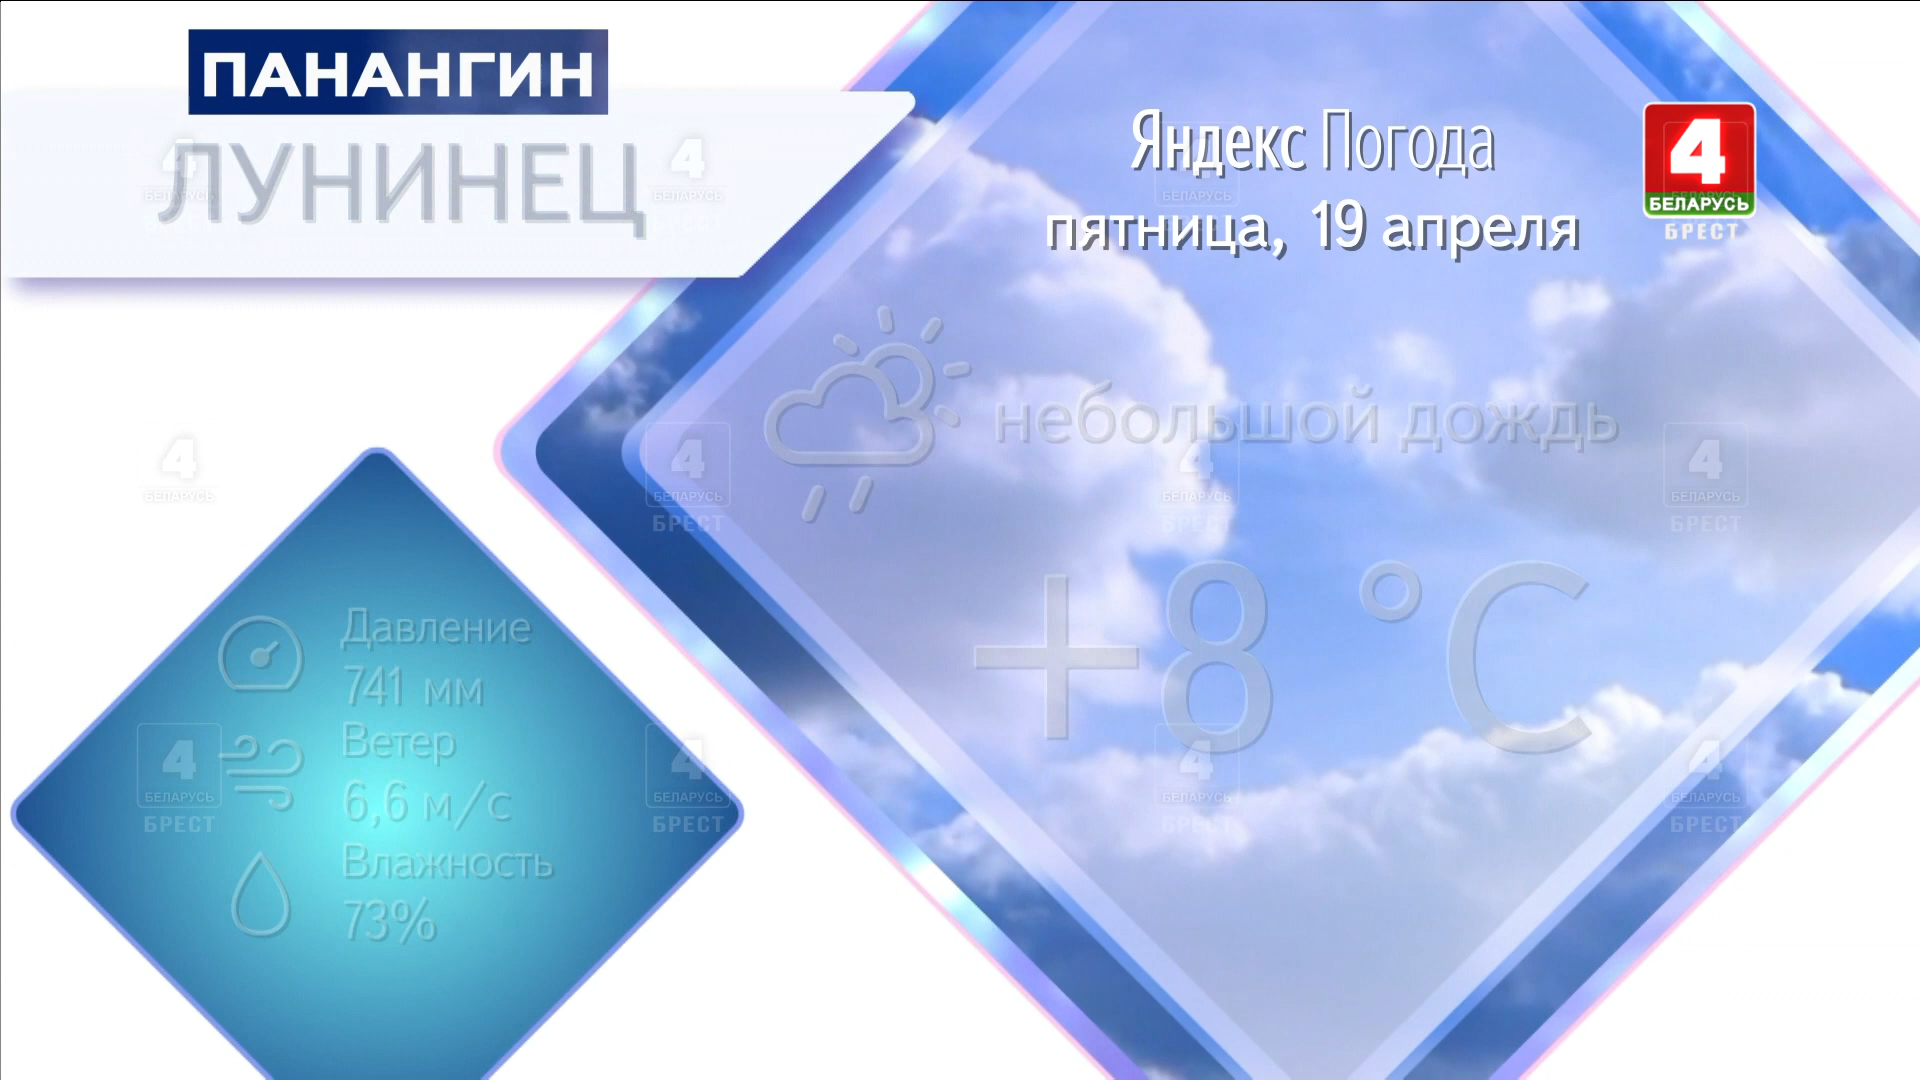 ПАНАНГИН
ЛУНИНЕЦ
Яндекс Погода
пятница, 19 апреля
4
БЕЛАРУСЬ
БРЕСТ
небольшой дождь
+8 °C
Давление
741 мм
Ветер
6,6 м/с
Влажность
73%